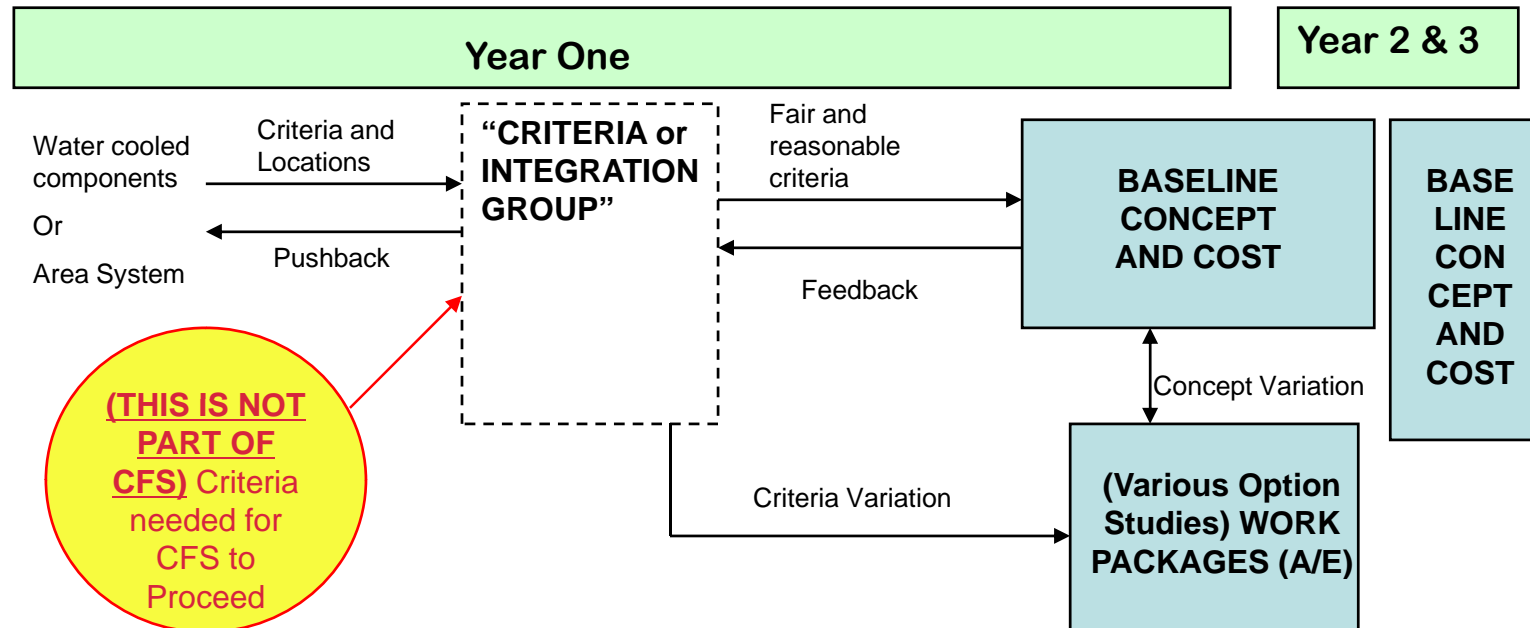 Year One
Year 2 & 3
Water cooled
components
Or
Area System
Criteria and
Locations
Pushback
“CRITERIA or
INTEGRATION
GROUP”
Fair and
reasonable
criteria
Feedback
BASELINE
CONCEPT
AND COST
BASE
LINE
CON
CEPT
AND
COST
Concept Variation
(THIS IS NOT
PART OF
CFS) Criteria
needed for
CFS to
Proceed
Criteria Variation
(Various Option
Studies) WORK
PACKAGES (A/E)